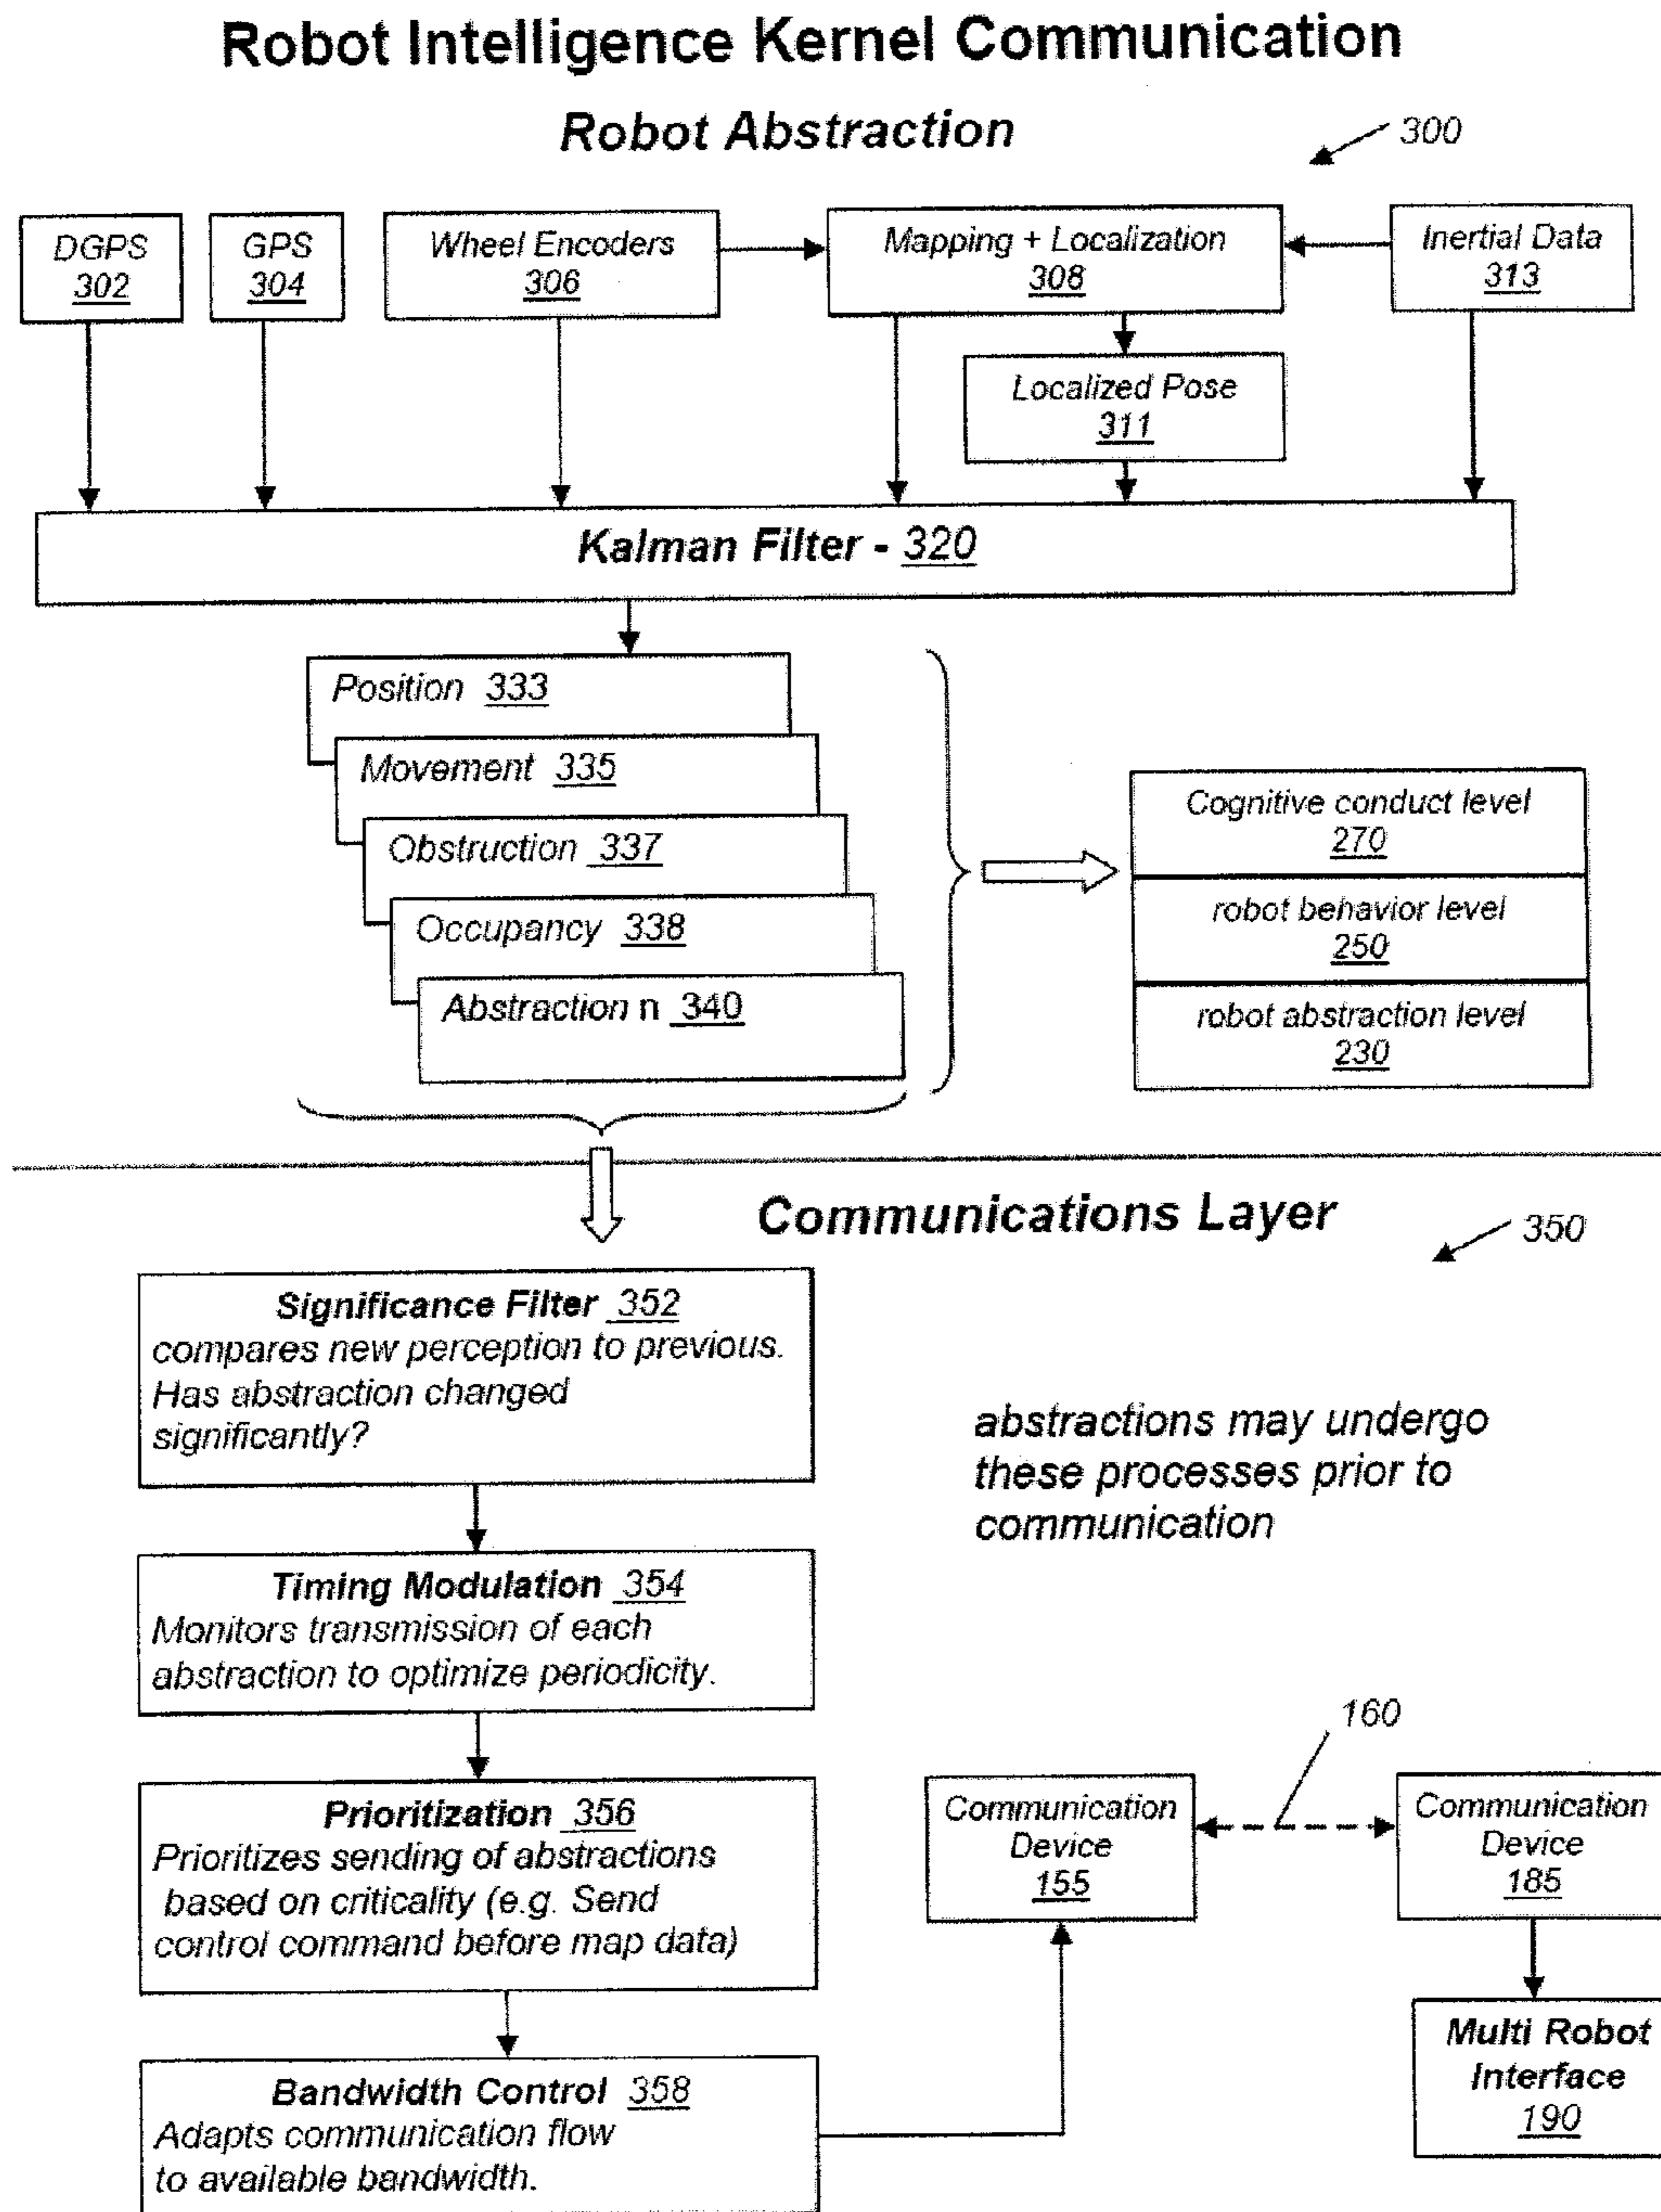 Robot Intelligence Kernel Communication
Robot Abstraction
300
DGPS
302
GPS
304
Wheel Encoders
306
Mapping + Localization
308
Inertial Data
313
Localized Pose
311
Kalman Filter - 320
Position 333
Movement 335
Obstruction 337
Occupancy 338
Abstraction n 340
Cognitive conduct level
270
robot behavior level
250
robot abstraction level
230
Communications Layer
350
Significance Filter 352
compares new perception to previous.
Has abstraction changed
significantly?
abstractions may undergo
these processes prior to
communication
Timing Modulation 354
Monitors transmission of each
abstraction to optimize periodicity.
Prioritization 356
Prioritizes sending of abstractions
based on criticality (e.g. Send
control command before map data)
160
Communication
Device
155
Communication
Device
185
Multi Robot
Interface
190
Bandwidth Control 358
Adapts communication flow
to available bandwidth.